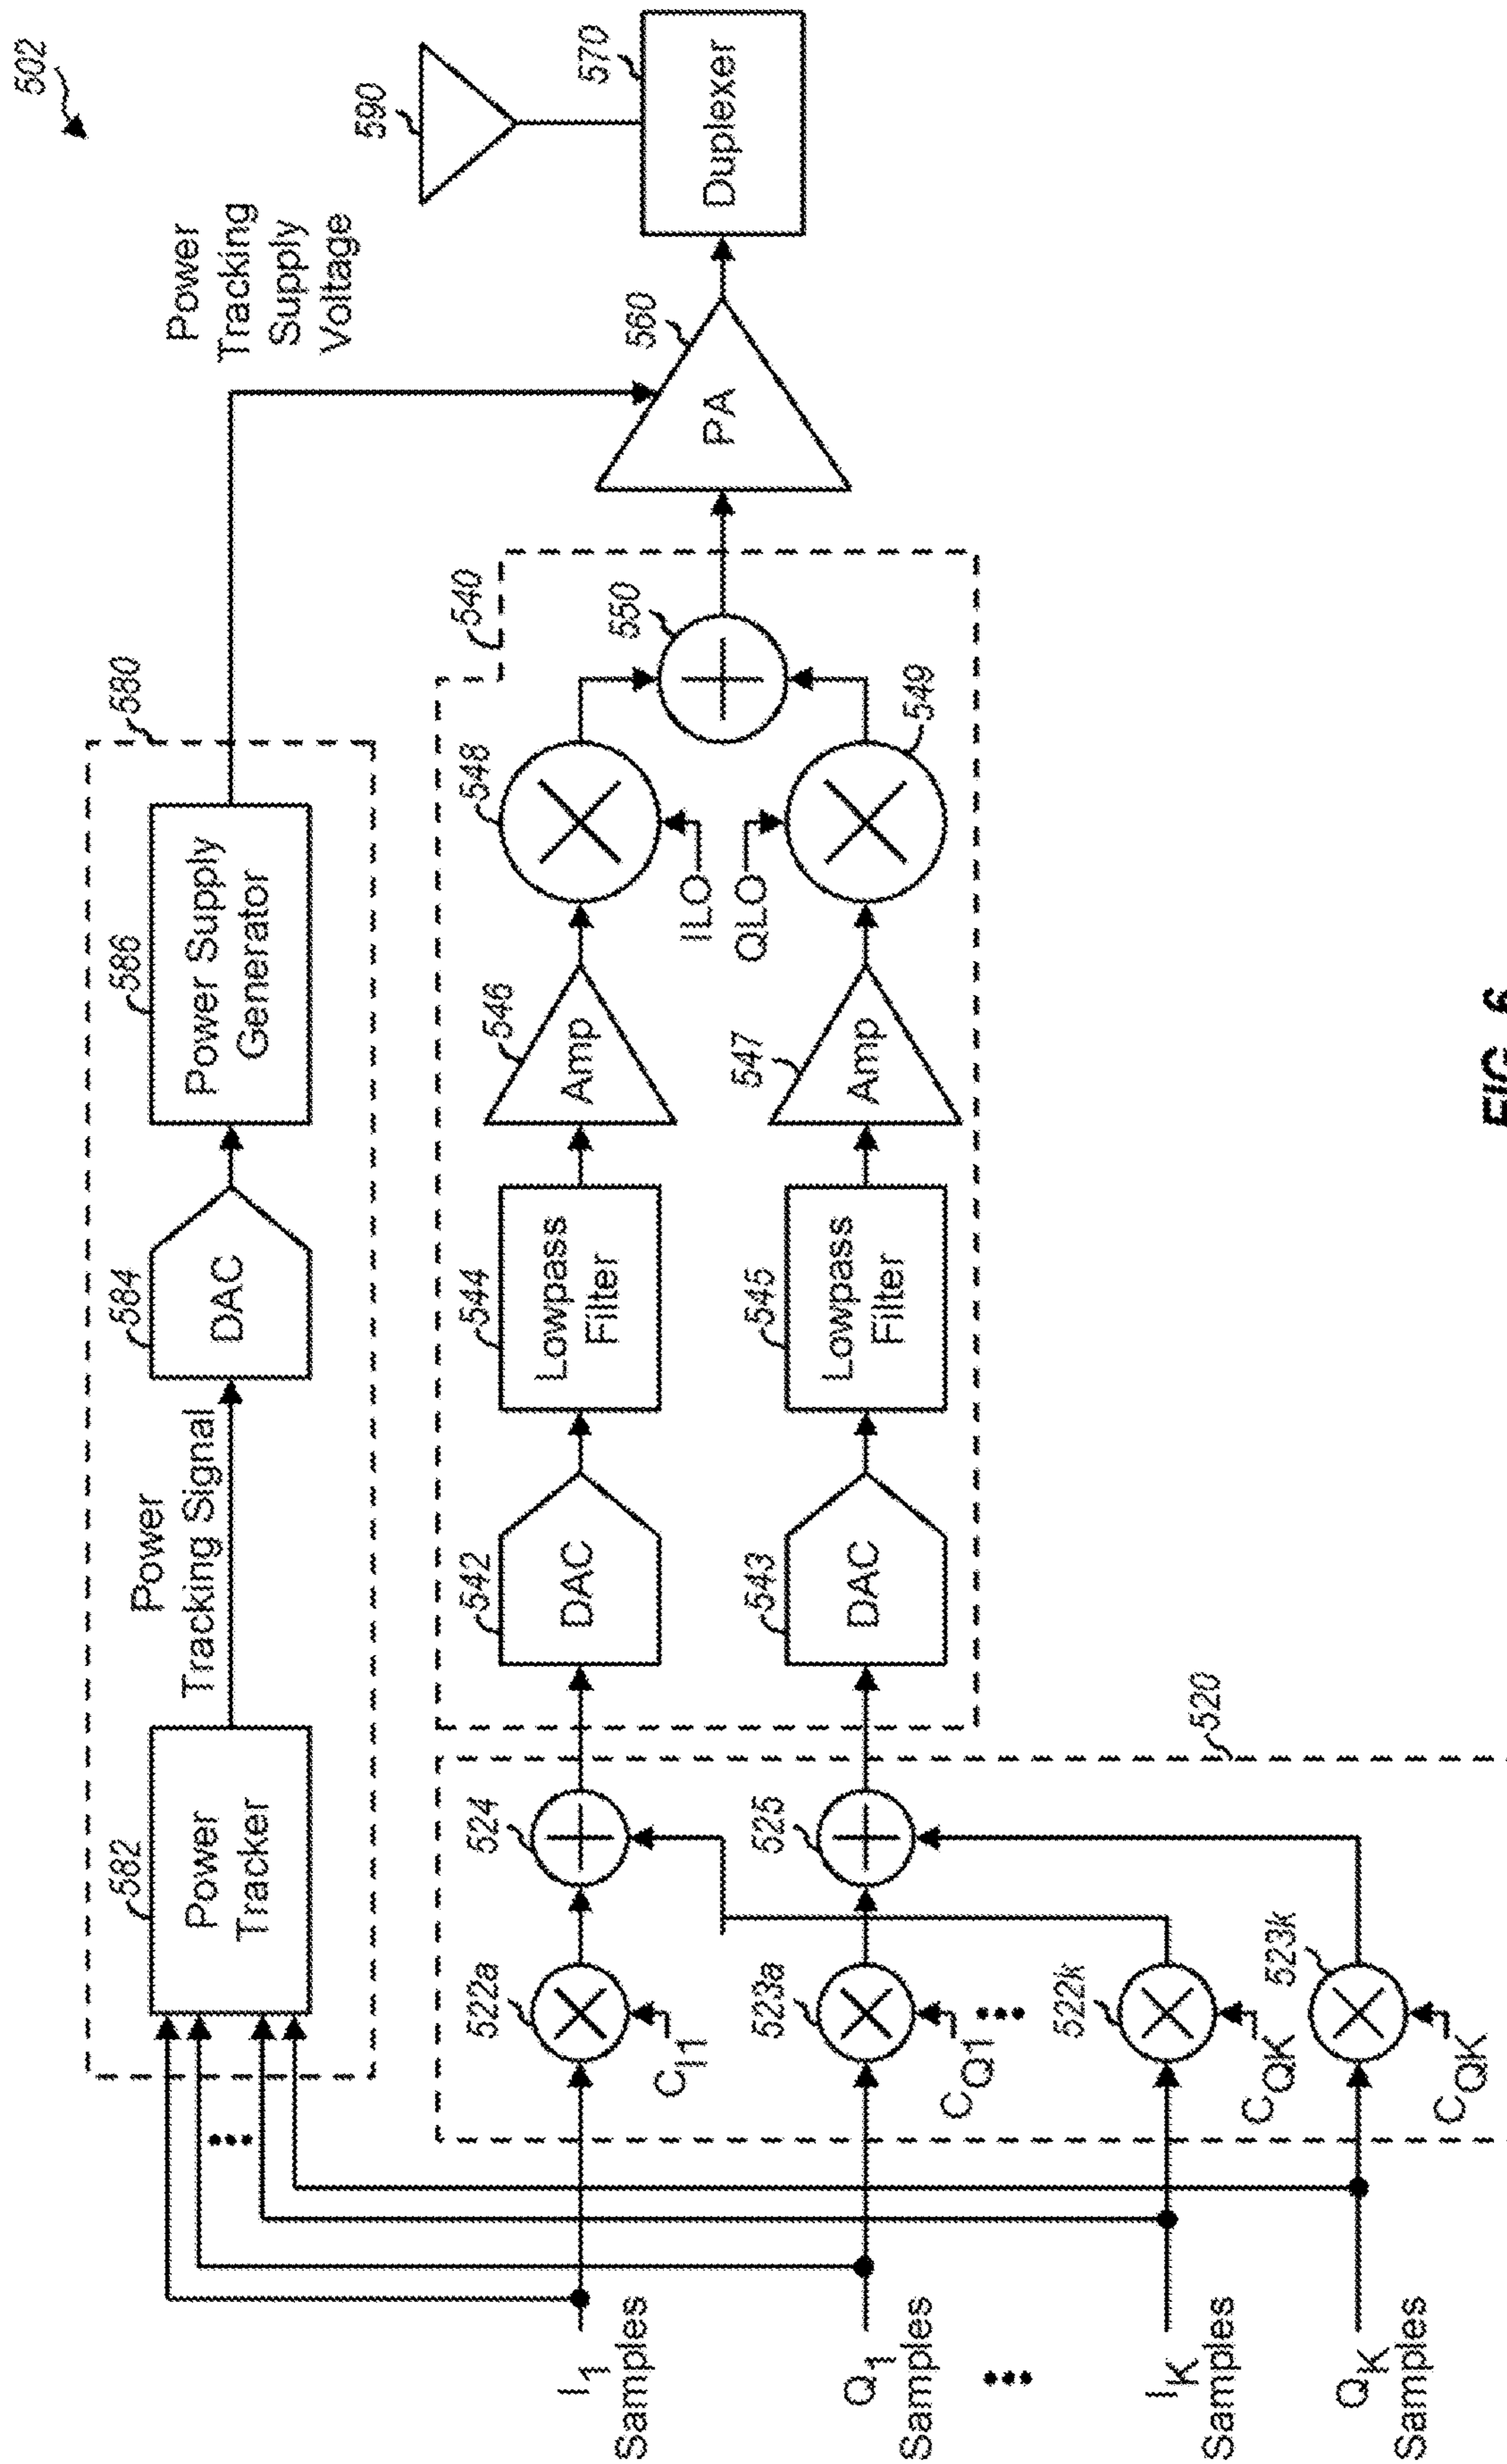 502
590
570
Duplexer
Power
Tracking
Supply
Voltage
560
PA
580
582
Power
Tracker
Power
Tracking Signal
584
DAC
586
Power Supply
Generator
540
542
DAC
544
Lowpass
Filter
546
Amp
548
ILO
QLO
550
543
DAC
545
Lowpass
Filter
547
Amp
549
520
524
525
522a
CI1
523a
CQ1
•••
522k
CQK
523k
CQK
•••
I1
Samples
Q1
Samples
•••
IK
Samples
QK
Samples
FIG. 6